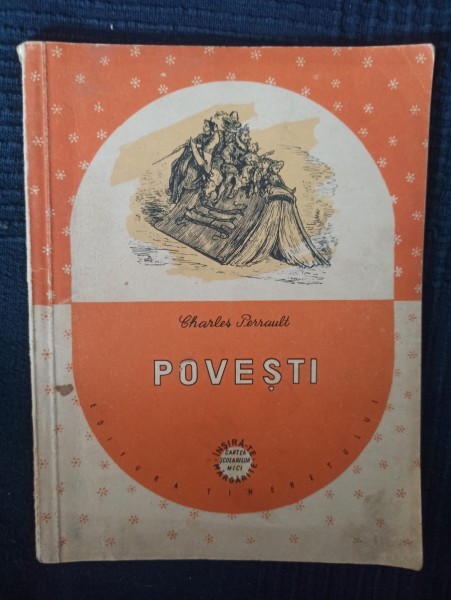 Charles Perrault
POVEȘTI
ÎNȘIRĂ-TE
CARTEA
ȘCOLARILOR
MICI
MĂRGĂRITE
EDITURA TINERETULUI